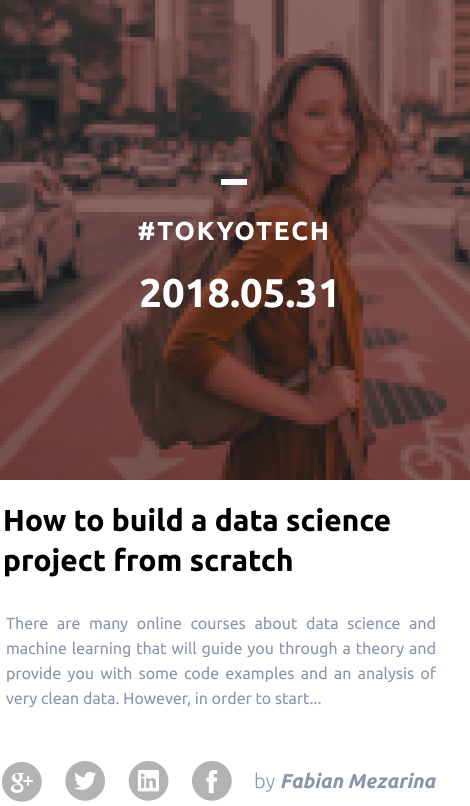 #TOKYOTECH
2018.05.31
How to build a data science
project from scratch
There are many online courses about data science and
machine learning that will guide you through a theory and
provide you with some code examples and an analysis of
very clean data. However, in order to start...
g+ in f by Fabian Mezarina